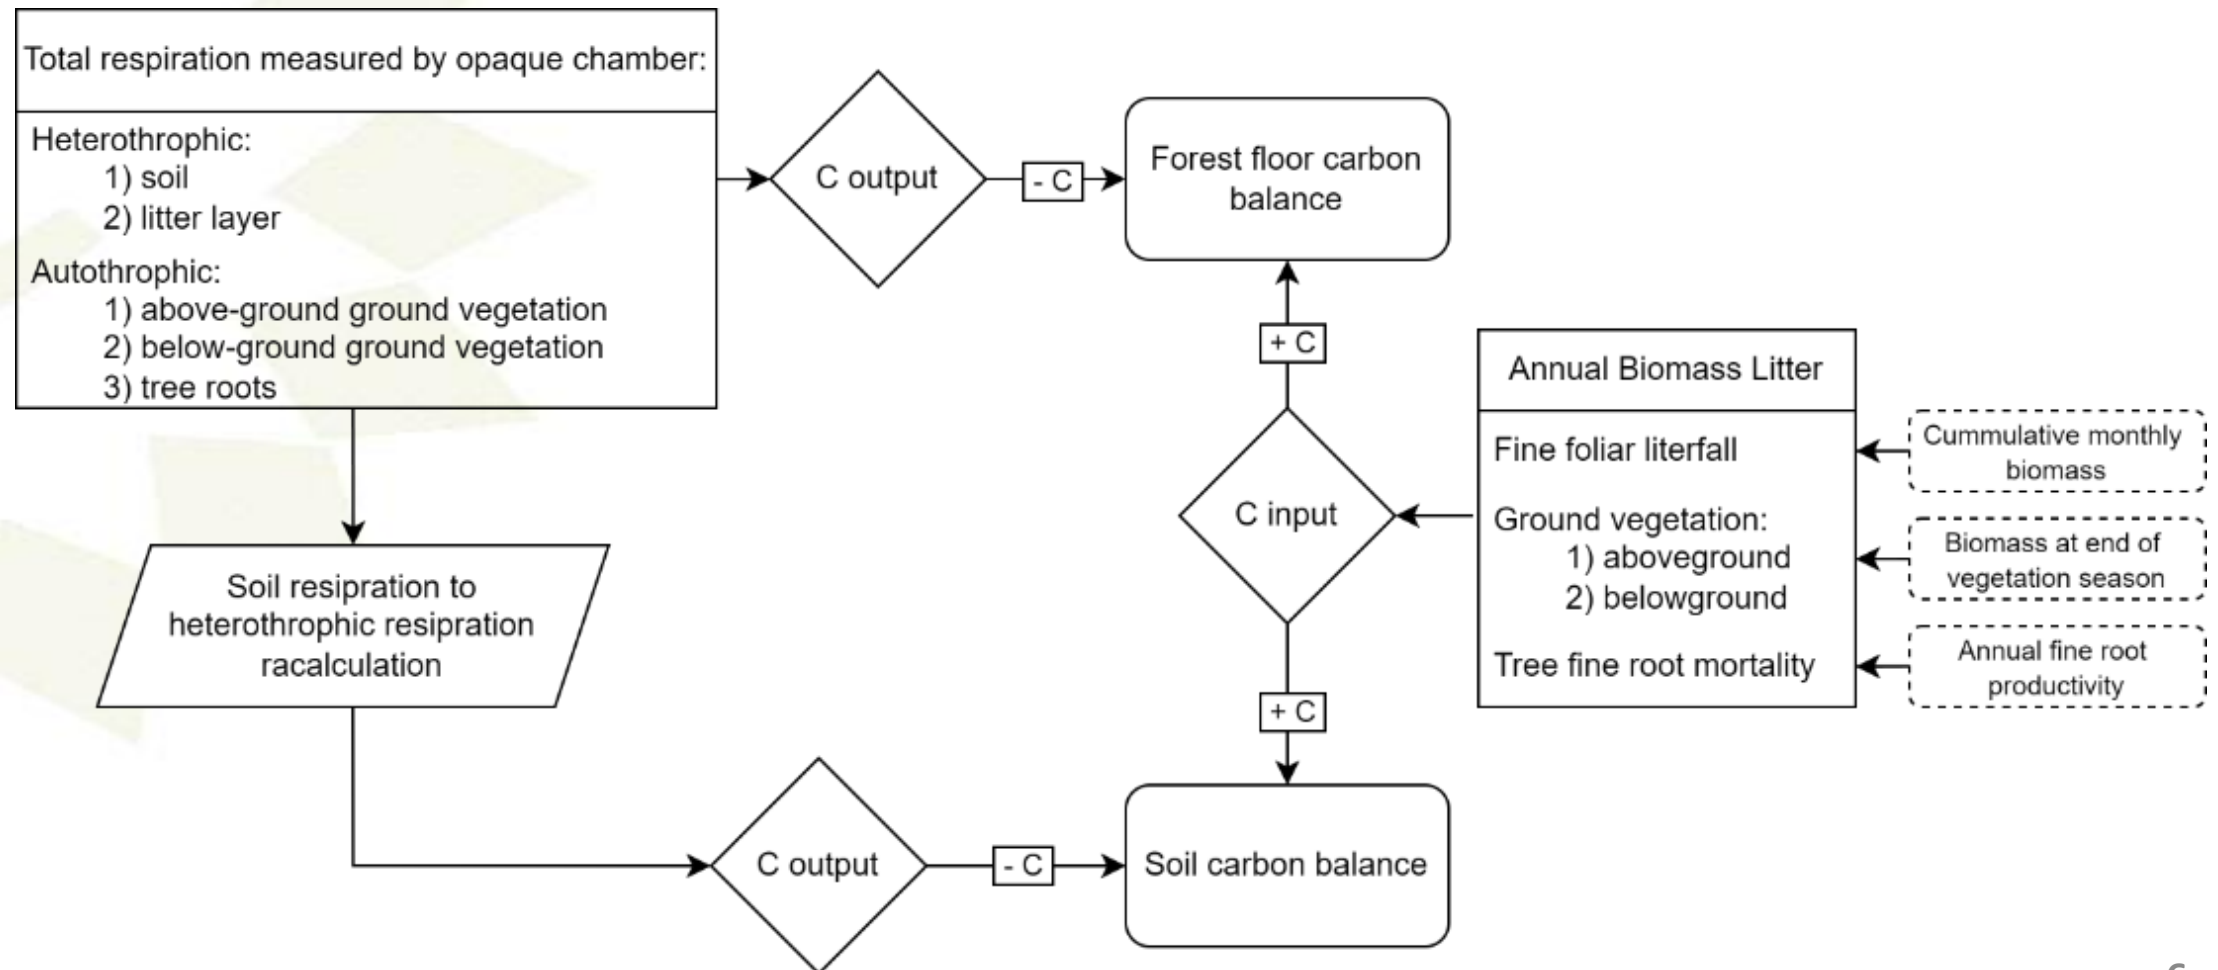 Total respiration measured by opaque chamber:
Heterothrophic:
1) soil
2) litter layer
Autothrophic:
1) above-ground ground vegetation
2) below-ground ground vegetation
3) tree roots
C output
- C
Forest floor carbon
balance
+ C
Annual Biomass Litter
Fine foliar literfall
Ground vegetation:
1) aboveground
2) belowground
Tree fine root mortality
Cummulative monthly
biomass
Biomass at end of
vegetation season
Annual fine root
productivity
C input
Soil resipration to
heterothrophic resipration
racalculation
+ C
C output
- C
Soil carbon balance